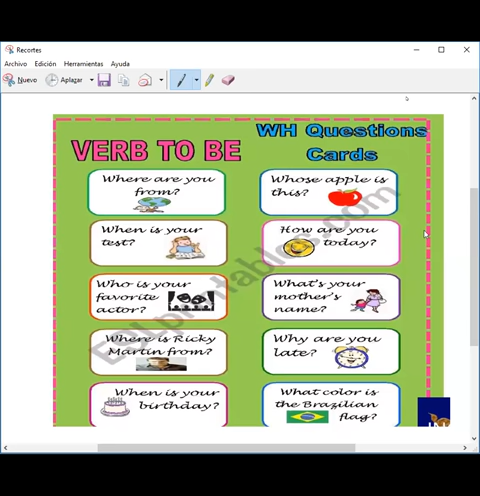 Recortes
Archivo Edición Herramientas Ayuda
Nuevo Aplazar
VERB TO BE
WH Questions
Cards
Where are you
from?
Whose apple is
this?
When is your
test?
How are you
today?
Who is your
favorite
actor?
What's your
mother's
name?
Where is Ricky
Martin from?
Why are you
late?
When is your
birthday?
What color is
the Brazilian
flag?
ESLprintables.com